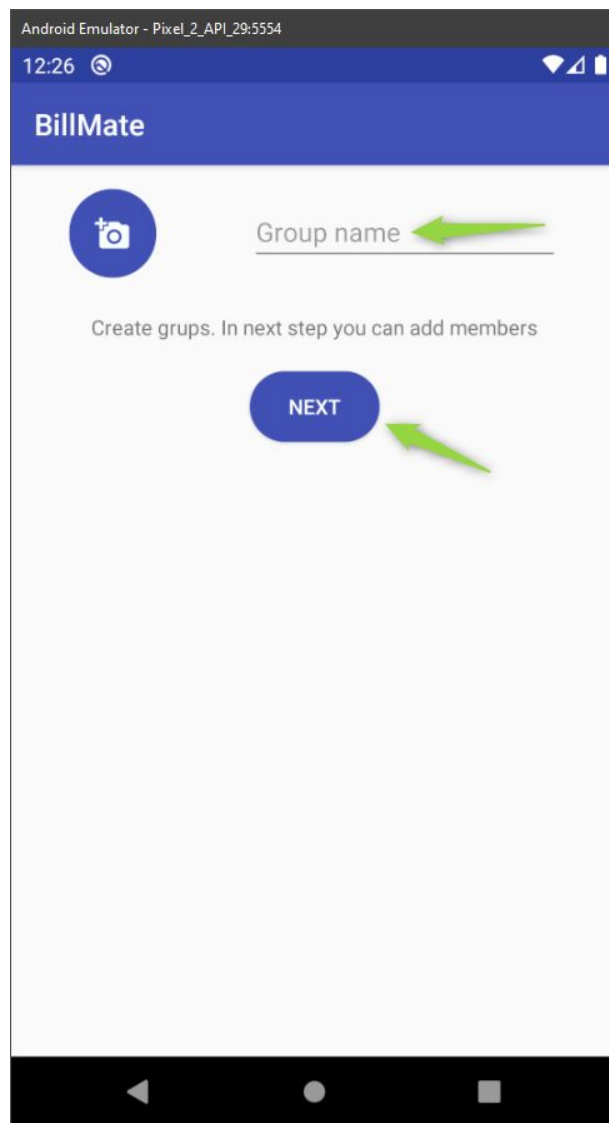 Android Emulator - Pixel_2_API_29:5554
12:26
BillMate
Group name
Create grups. In next step you can add members
NEXT